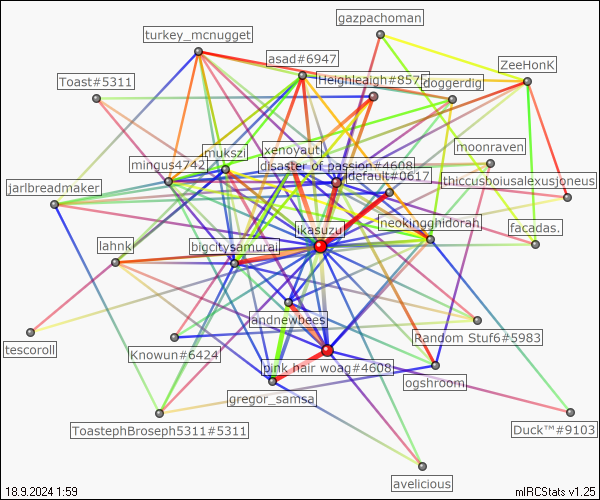 gazpachoman
turkey_mcnugget
asad#6947
ZeeHonK
Toast#5311
Heighleaigh#857
doggerdig
xenoyaut
moonraven
mukszi
mingus4742
disaster of passion#4608
default#0617
thiccusboiusalexusjoneus
jarlbreadmaker
neokingghidorah
likasuzu
facadas.
lahnk
bigcitysamurai
andnewbees
Random Stuf6#5983
tescoroll
Knowun#6424
pink hair woag#4608
ogshroom
gregor_samsa
ToastephBroseph5311#5311
Duck™#9103
avelicious
18.9.2024 1:59
mIRCStats v1.25